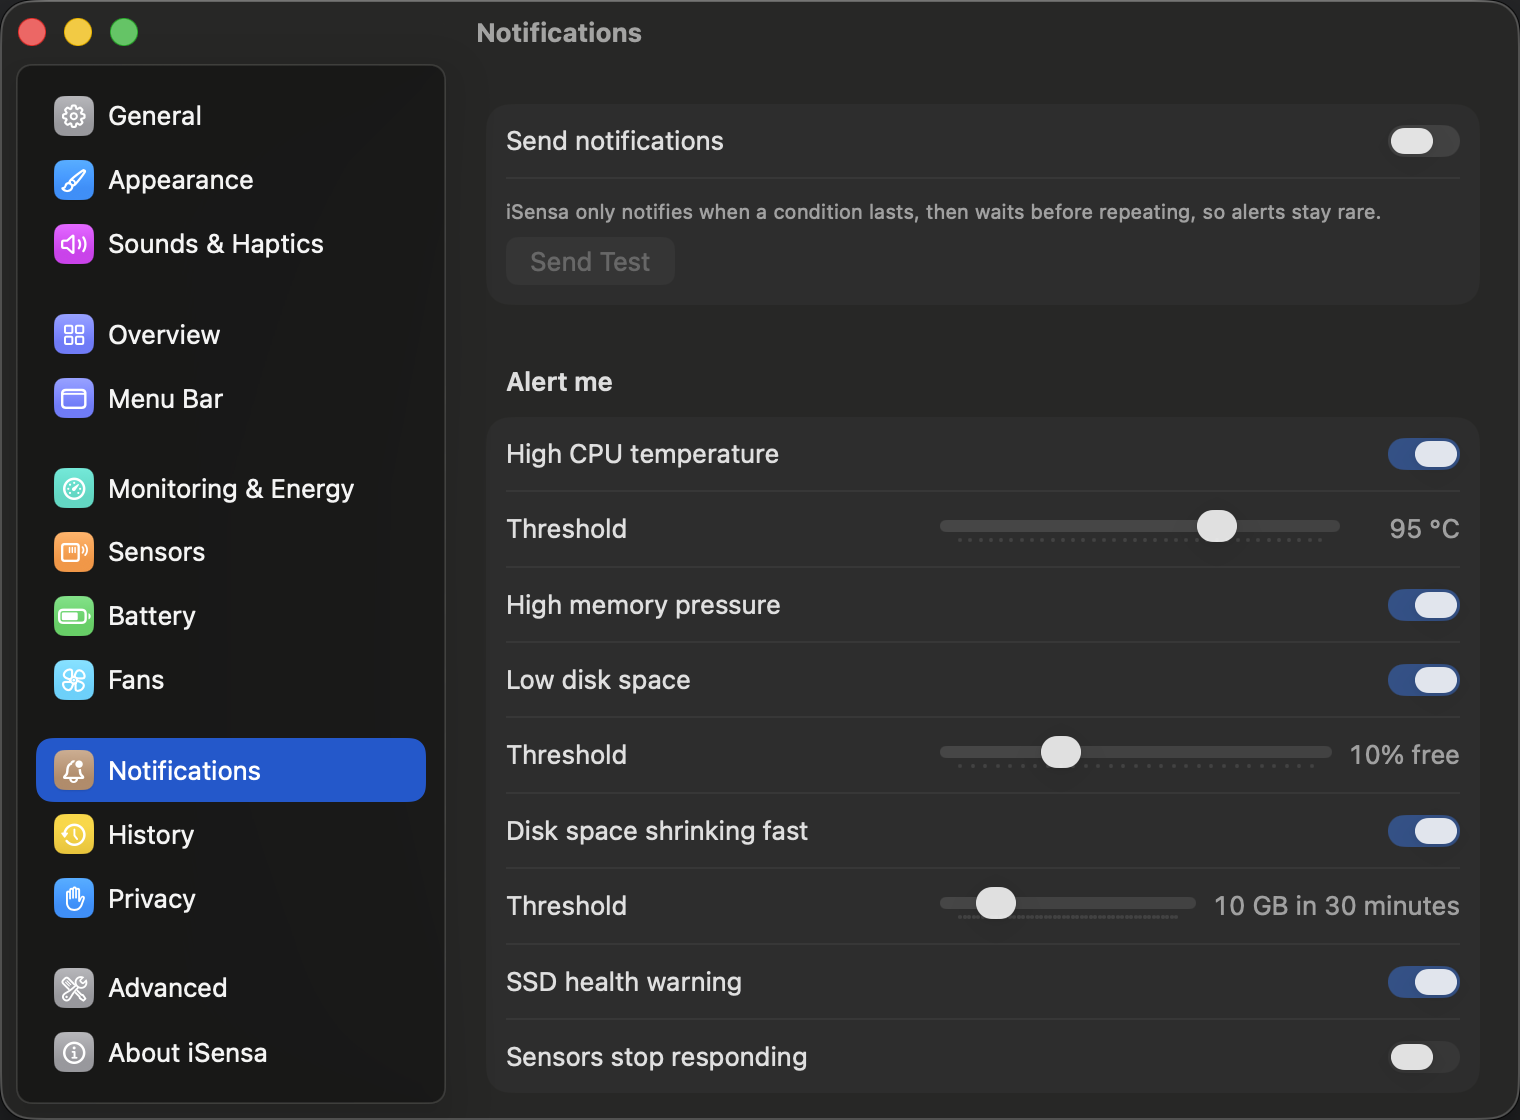 Notifications
General
Appearance
Sounds & Haptics
Overview
Menu Bar
Monitoring & Energy
Sensors
Battery
Fans
Notifications
History
Privacy
Advanced
About iSensa
Send notifications
iSensa only notifies when a condition lasts, then waits before repeating, so alerts stay rare.
Send Test
Alert me
High CPU temperature
Threshold 95 °C
High memory pressure
Low disk space
Threshold 10% free
Disk space shrinking fast
Threshold 10 GB in 30 minutes
SSD health warning
Sensors stop responding